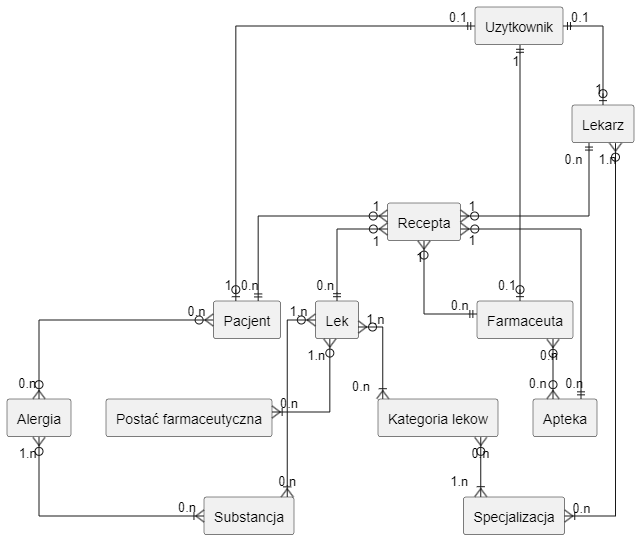 0.1
Uzytkownik
0.1
1
1
Lekarz
0.n
1.n
1
Recepta
1
1
1
1
1
0.n
0.n
0.n
0.1
0.n
Pacjent
1.n
Lek
1.n
Farmaceuta
1.n
0.n
0.n
0.n
0.n
0.n
0.n
Alergia
Postać farmaceutyczna
Kategoria lekow
Apteka
1.n
0.n
0.n
1.n
0.n
Substancja
Specjalizacja
0.n